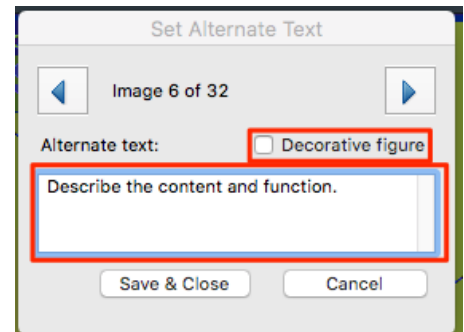 Set Alternate Text
Image 6 of 32
Alternate text:
Decorative figure
Describe the content and function.
Save & Close
Cancel